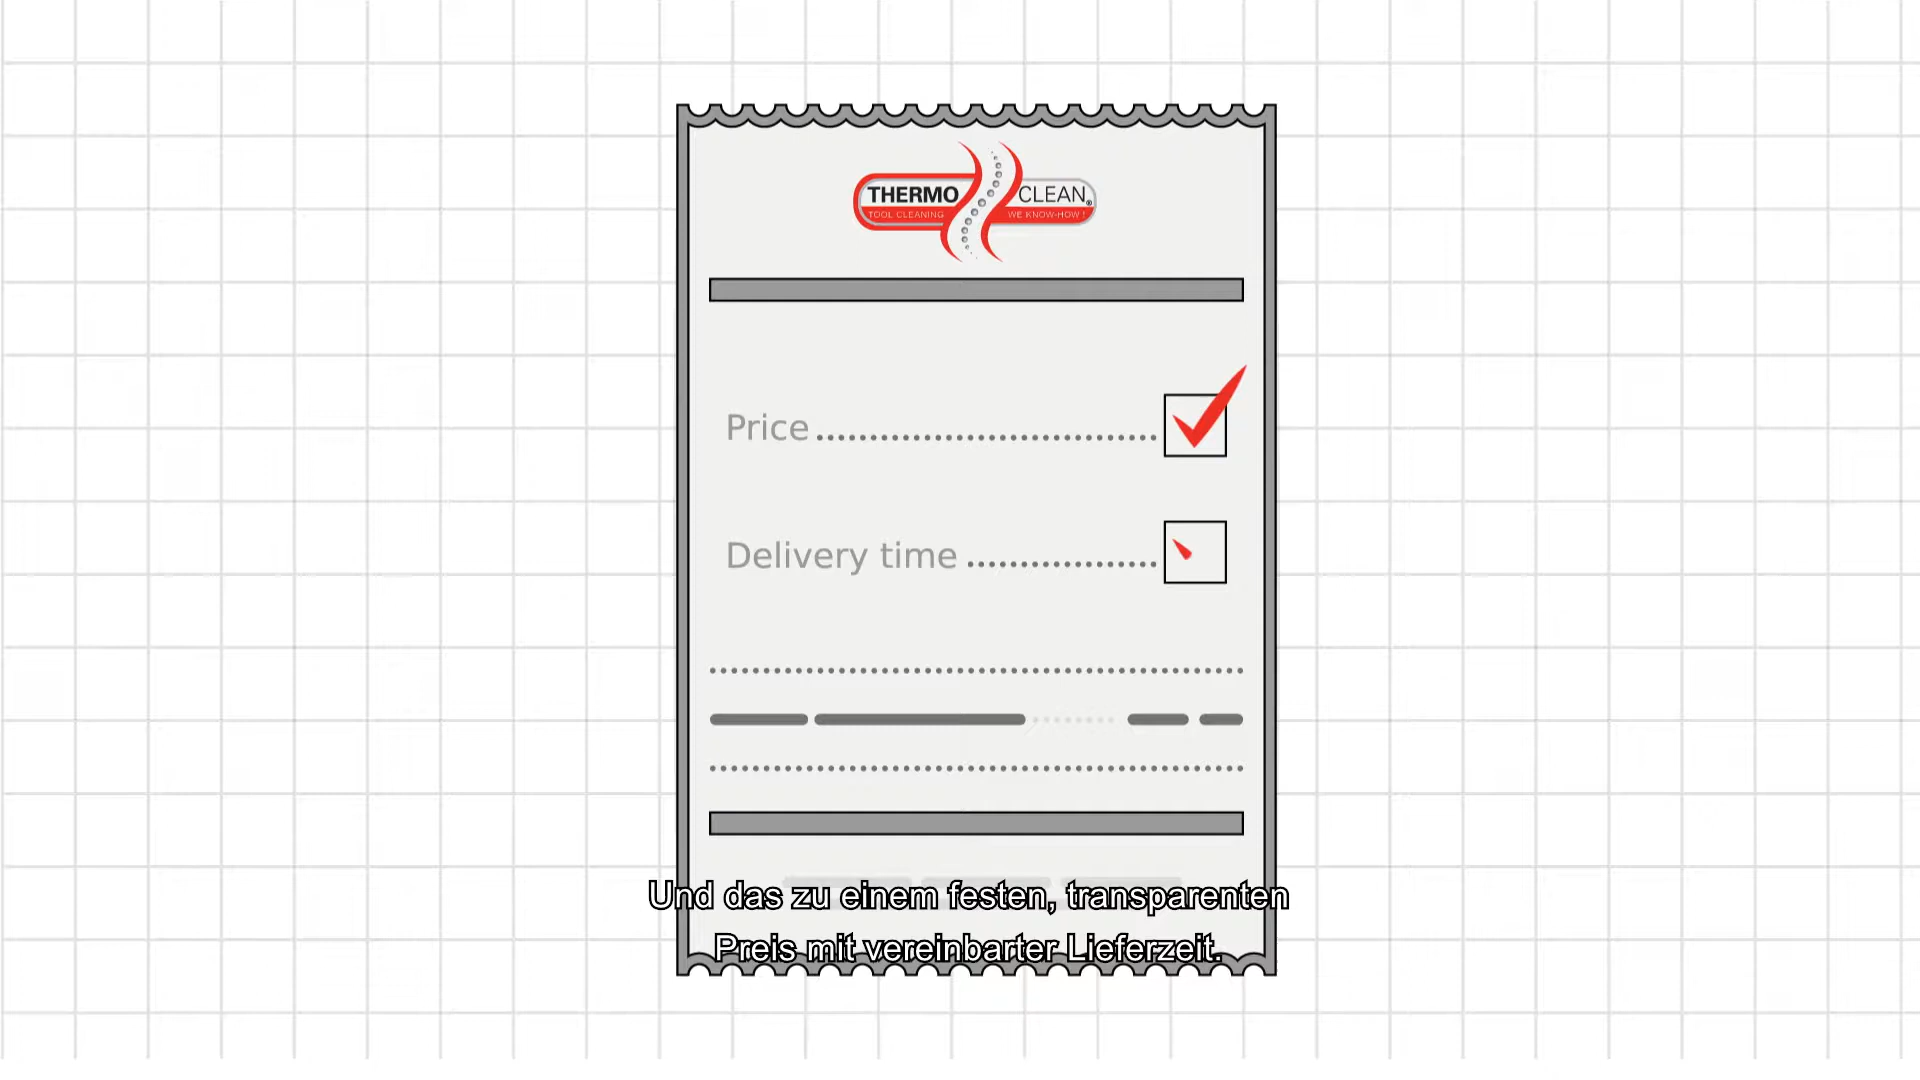 THERMO CLEAN®
TOOL CLEANING WE KNOW-HOW!
Price
Delivery time
Und das zu einem festen, transparenten
Preis mit vereinbarter Lieferzeit.